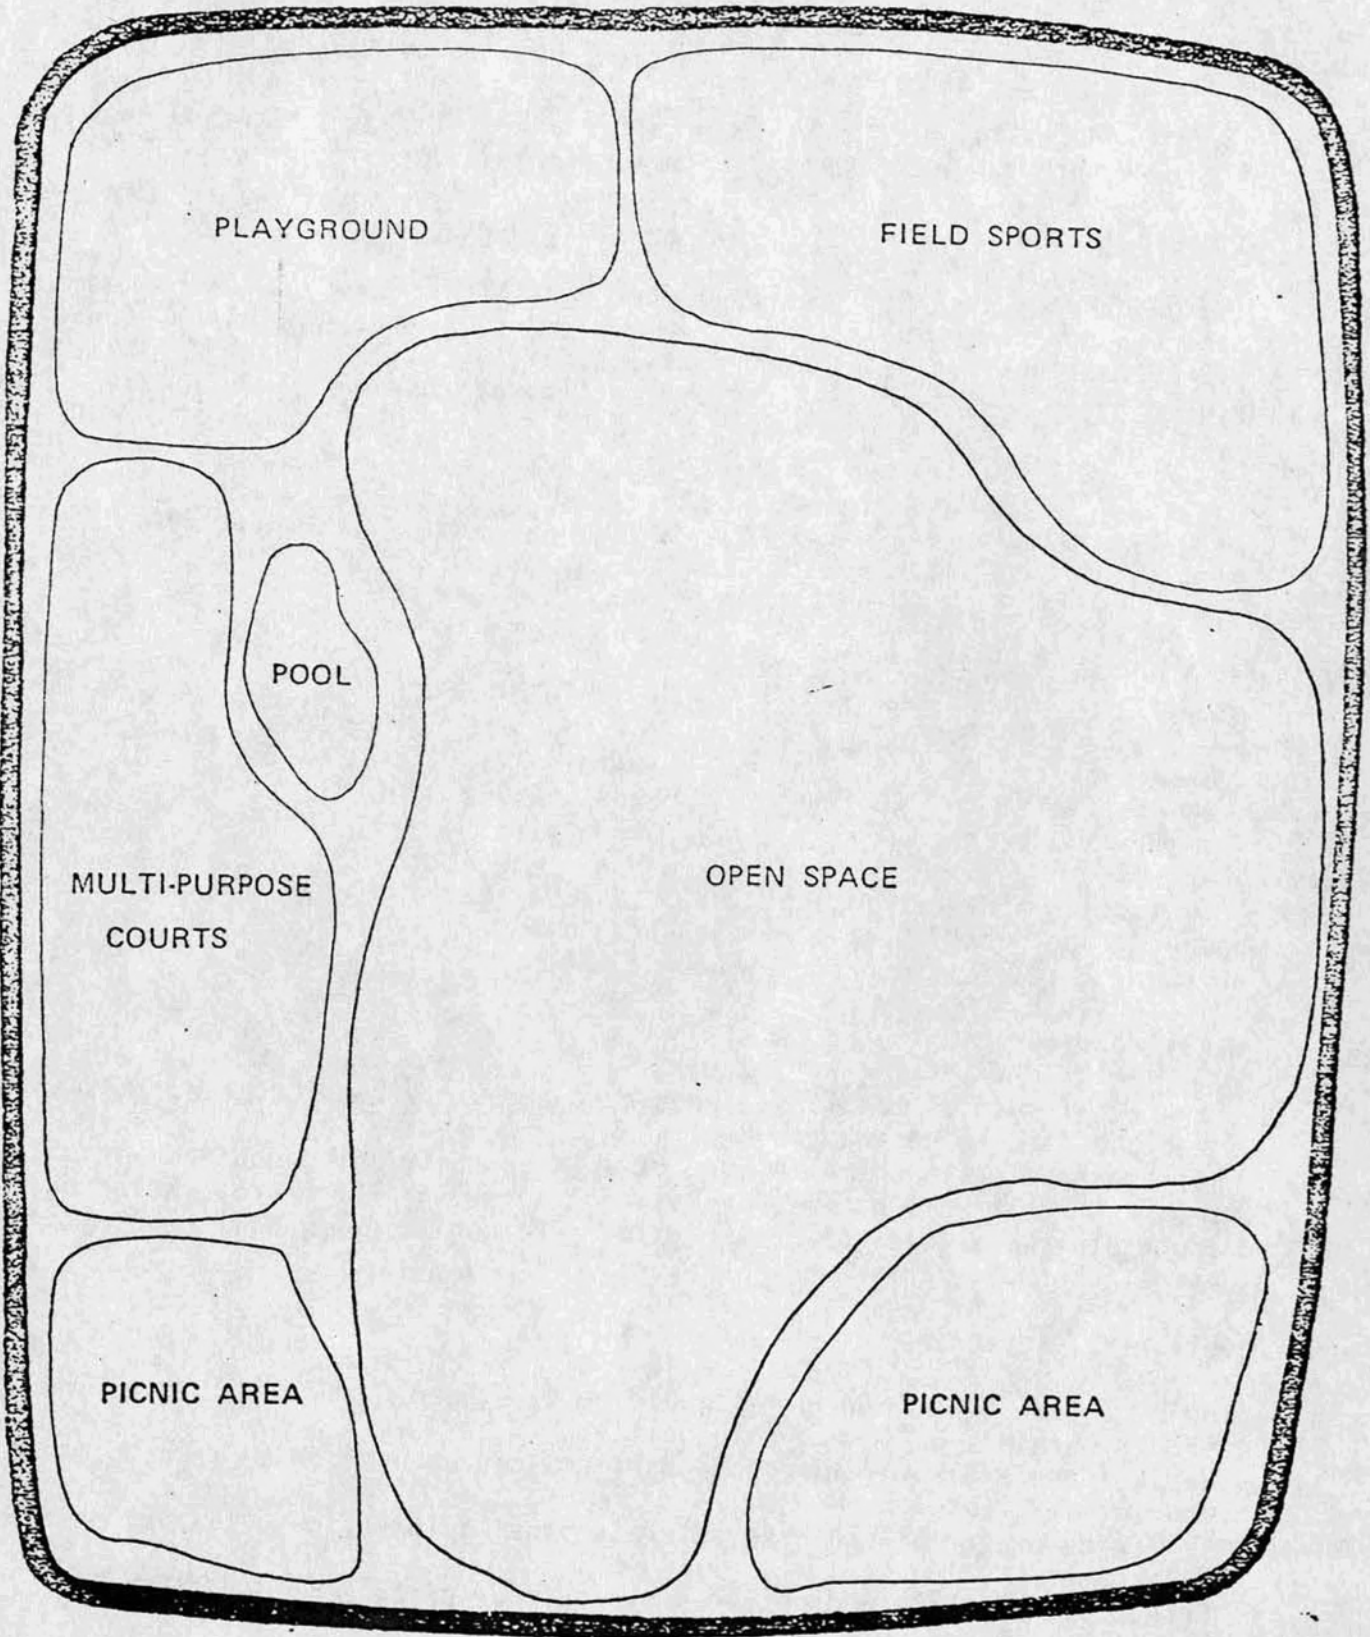 PLAYGROUND
FIELD SPORTS
POOL
MULTI-PURPOSE
COURTS
OPEN SPACE
PICNIC AREA
PICNIC AREA